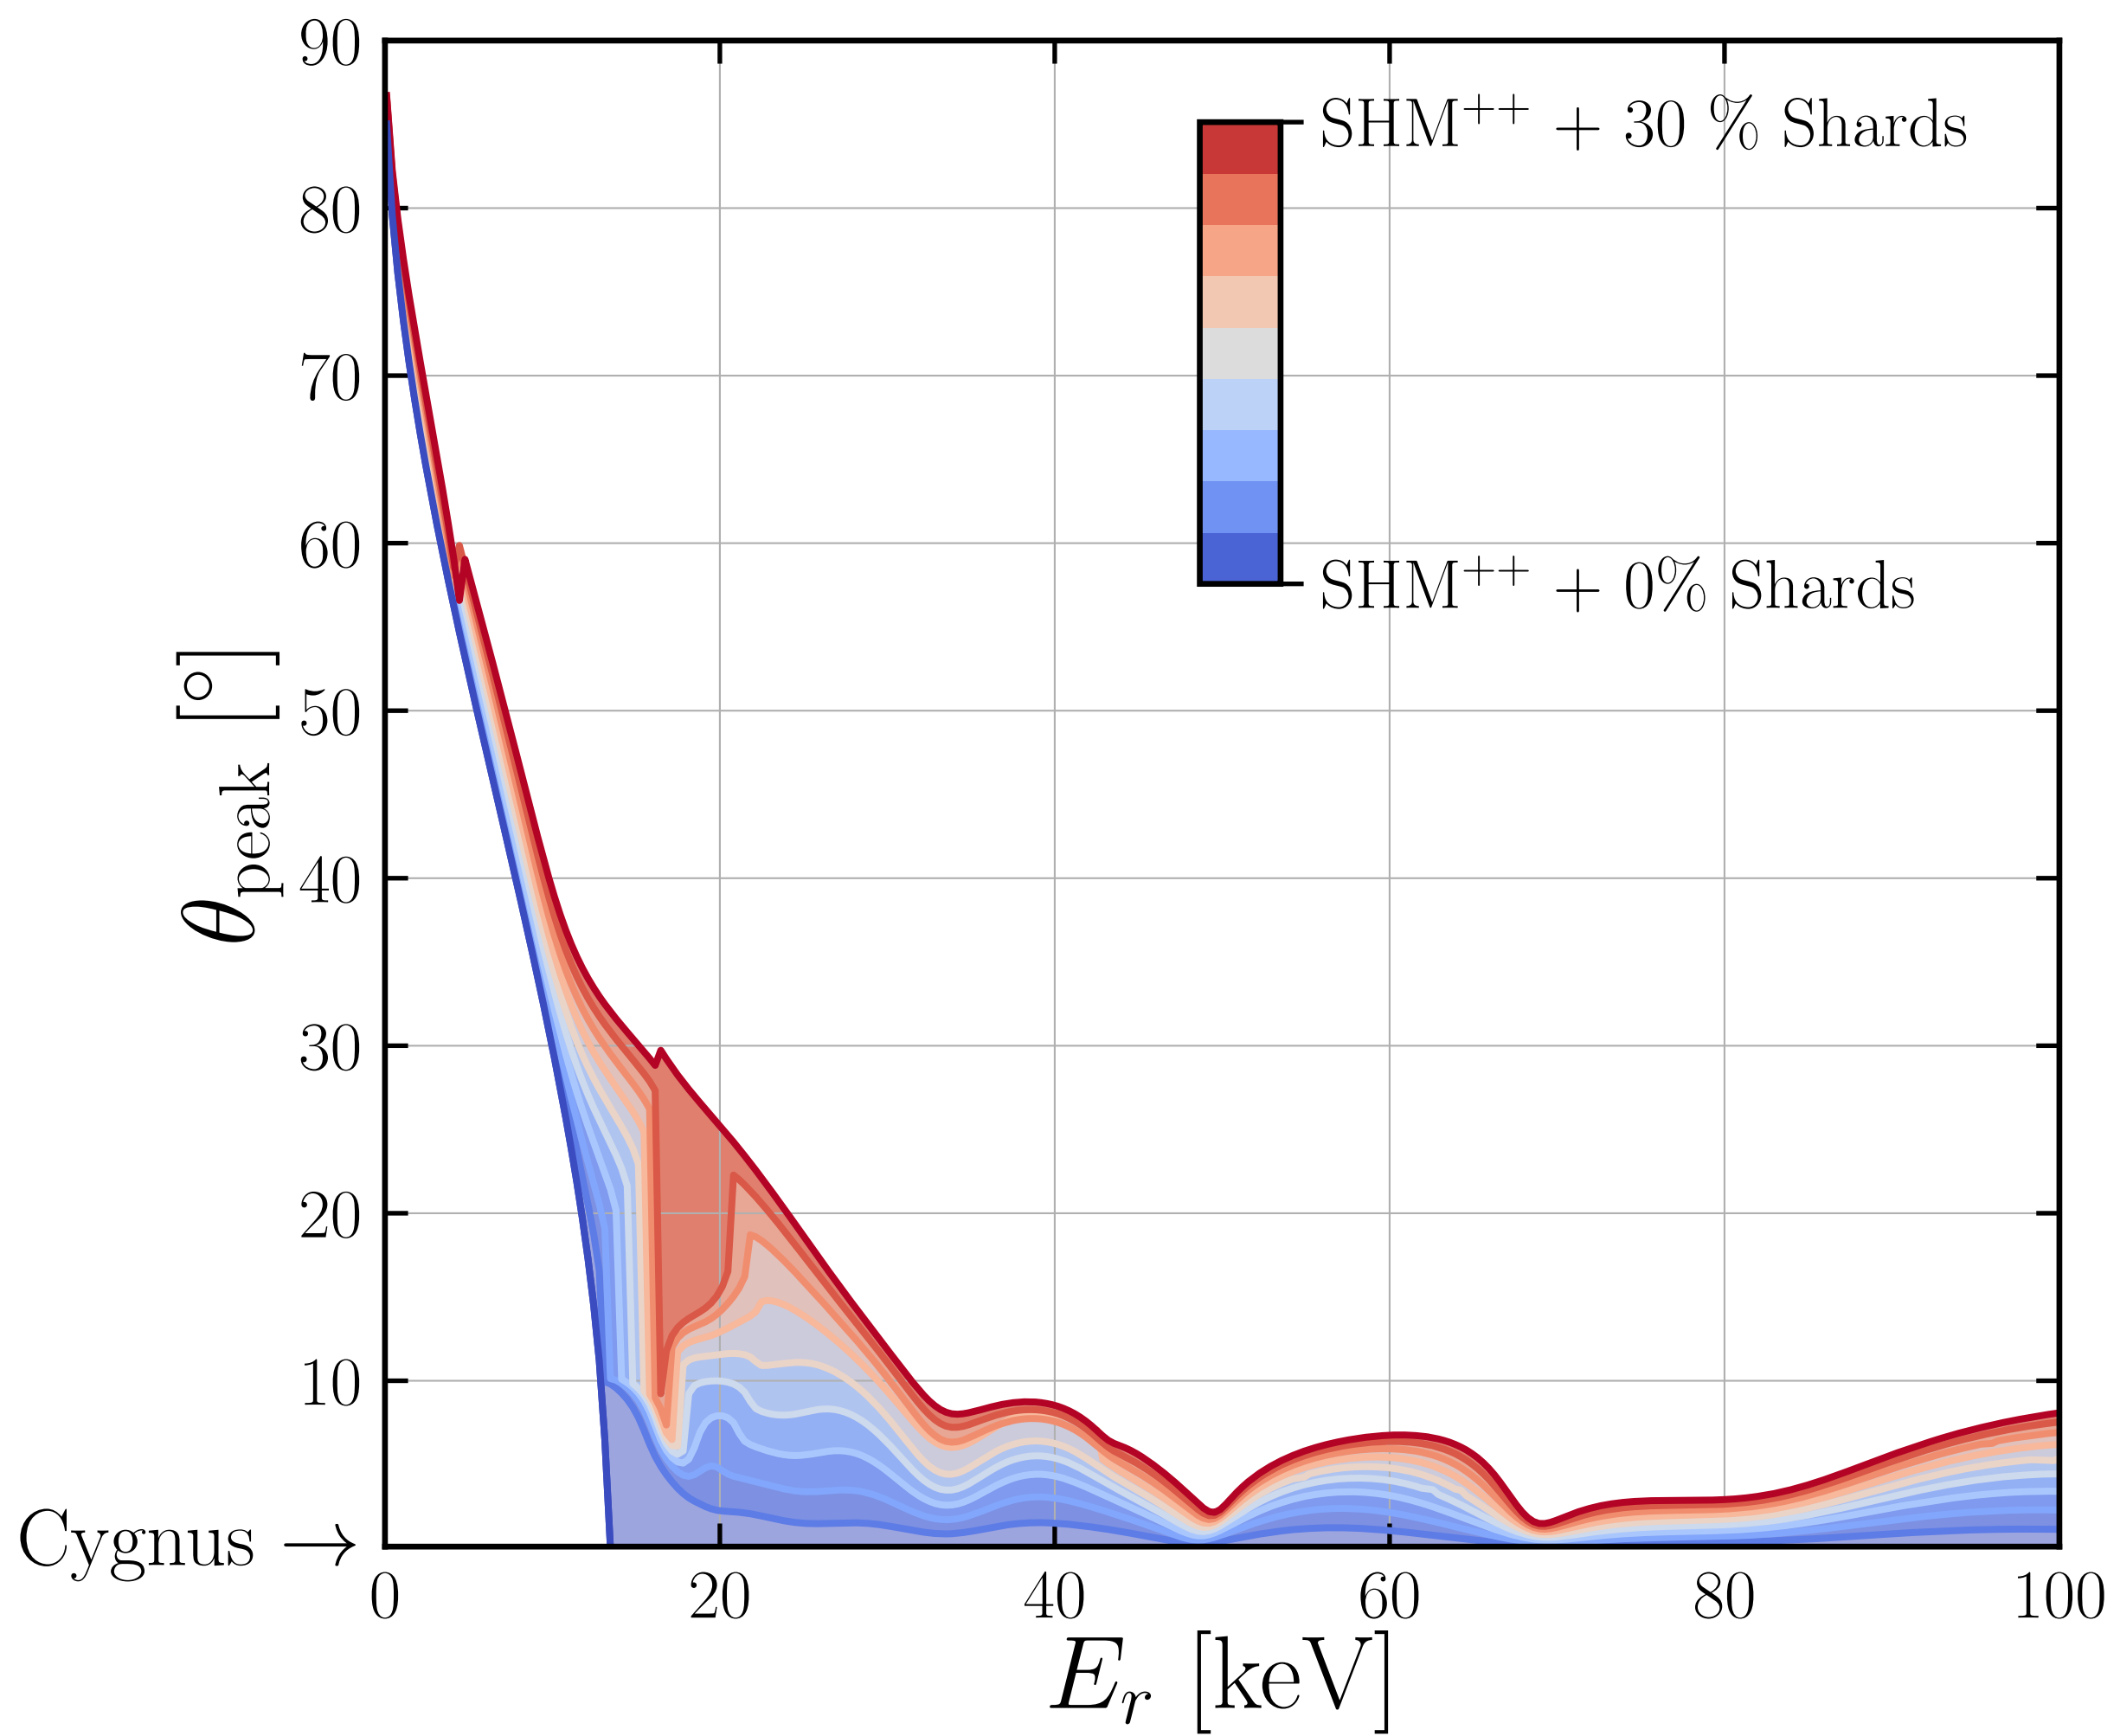 90
80
70
60
50
40
30
20
10
Cygnus →
θpeak [°]
SHM⁺⁺ + 30 % Shards
SHM⁺⁺ + 0% Shards
0 20 40 60 80 100
Eᵣ [keV]